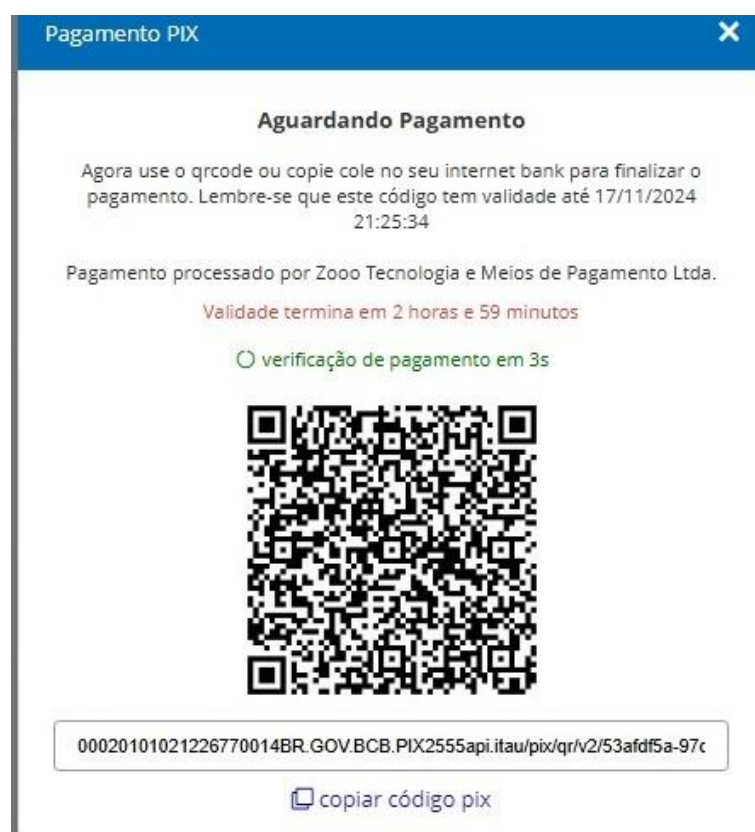 Pagamento PIX
Aguardando Pagamento
Agora use o qrcode ou copie cole no seu internet bank para finalizar o
pagamento. Lembre-se que este código tem validade até 17/11/2024
21:25:34
Pagamento processado por Zooo Tecnologia e Meios de Pagamento Ltda.
Validade termina em 2 horas e 59 minutos
verificação de pagamento em 3s
00020101021226770014BR.GOV.BCB.PIX2555api.itau/pix/qr/v2/53afdf5a-97c
copiar código pix